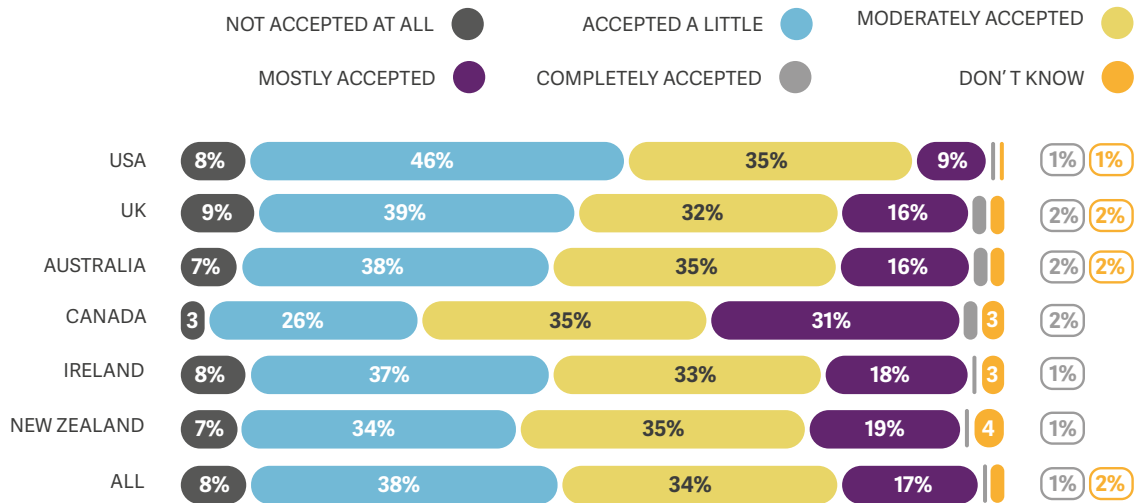 NOT ACCEPTED AT ALL ACCEPTED A LITTLE MODERATELY ACCEPTED
MOSTLY ACCEPTED COMPLETELY ACCEPTED DON'T KNOW
USA 8% 46% 35% 9% 1% 1%
UK 9% 39% 32% 16% 2% 2%
AUSTRALIA 7% 38% 35% 16% 2% 2%
CANADA 3 26% 35% 31% 3 2%
IRELAND 8% 37% 33% 18% 3 1%
NEW ZEALAND 7% 34% 35% 19% 4 1%
ALL 8% 38% 34% 17% 1% 2%